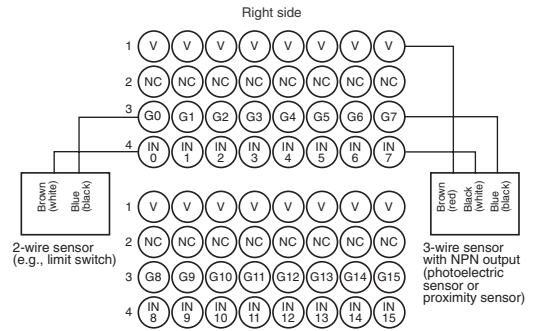 Right side
1 V V V V V V V V
2 NC NC NC NC NC NC NC NC
3 G0 G1 G2 G3 G4 G5 G6 G7
4 IN 0 IN 1 IN 2 IN 3 IN 4 IN 5 IN 6 IN 7
Brown (white)
Blue (black)
2-wire sensor
(e.g., limit switch)
Brown (red)
Black (white)
Blue (black)
3-wire sensor
with NPN output
(photoelectric
sensor or
proximity sensor)
1 V V V V V V V V
2 NC NC NC NC NC NC NC NC
3 G8 G9 G10 G11 G12 G13 G14 G15
4 IN 8 IN 9 IN 10 IN 11 IN 12 IN 13 IN 14 IN 15